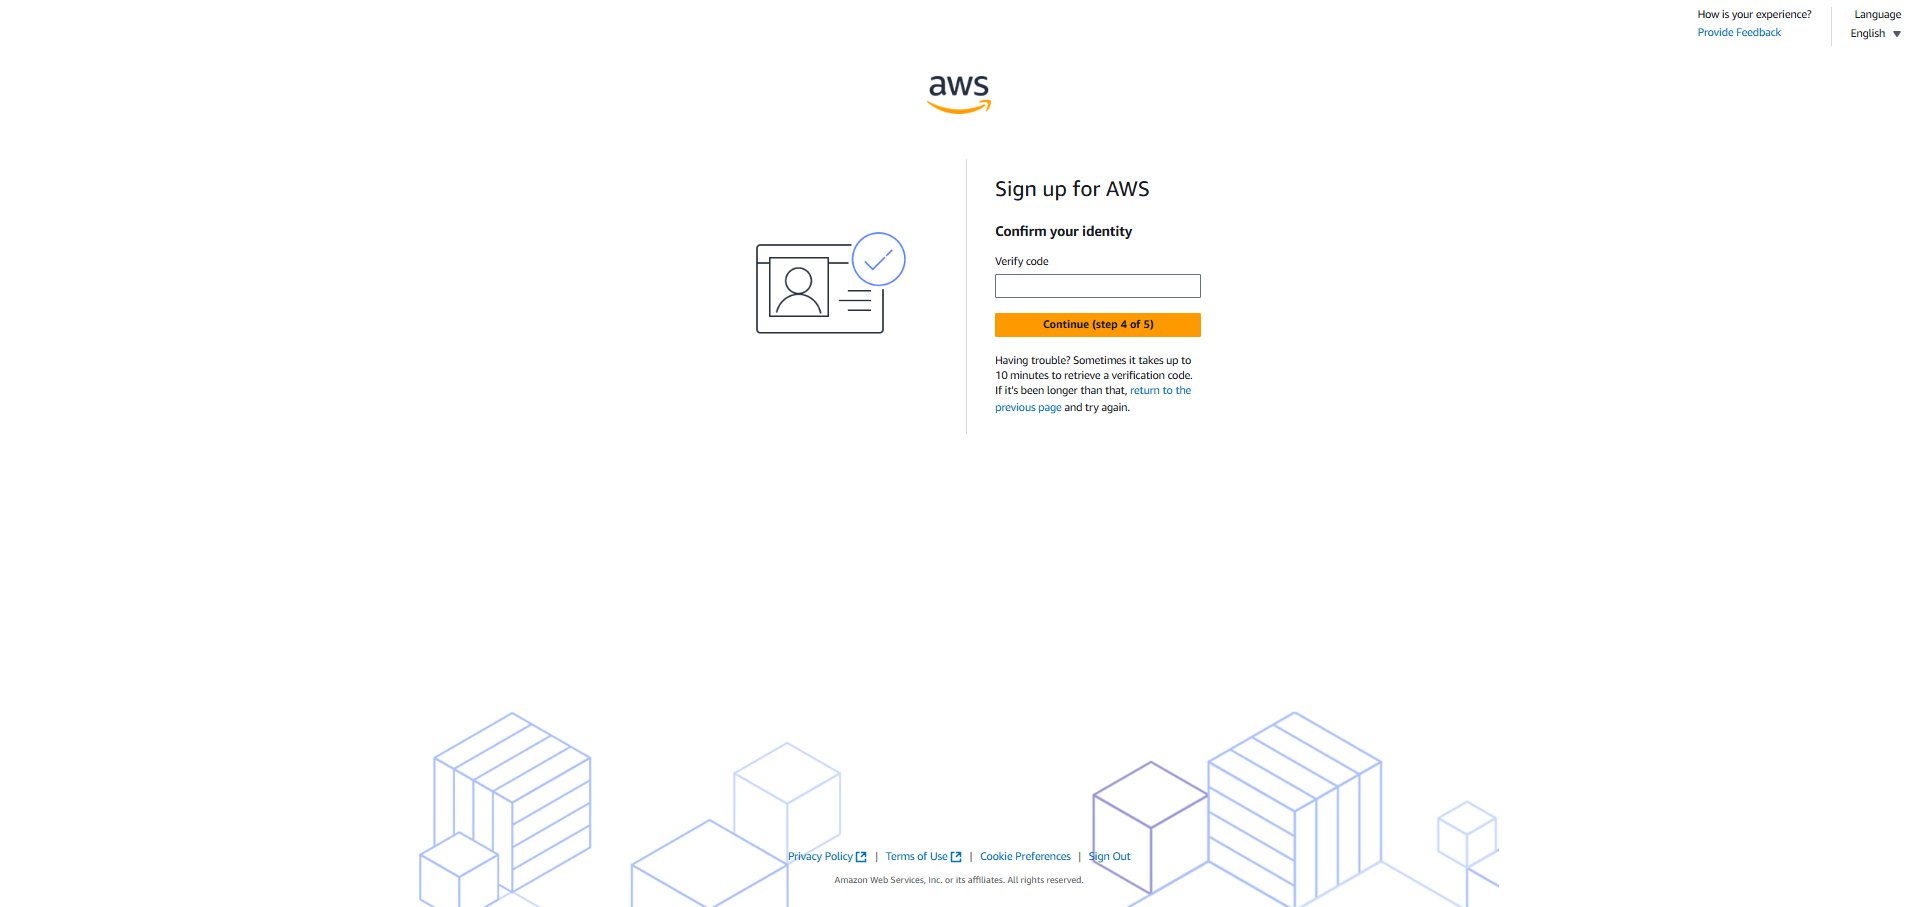 How is your experience?
Provide Feedback
Language
English
aws
Sign up for AWS
Confirm your identity
Verify code
Continue (step 4 of 5)
Having trouble? Sometimes it takes up to
10 minutes to retrieve a verification code.
If it's been longer than that, return to the
previous page and try again.
Privacy Policy | Terms of Use | Cookie Preferences | Sign Out
Amazon Web Services, Inc. or its affiliates. All rights reserved.